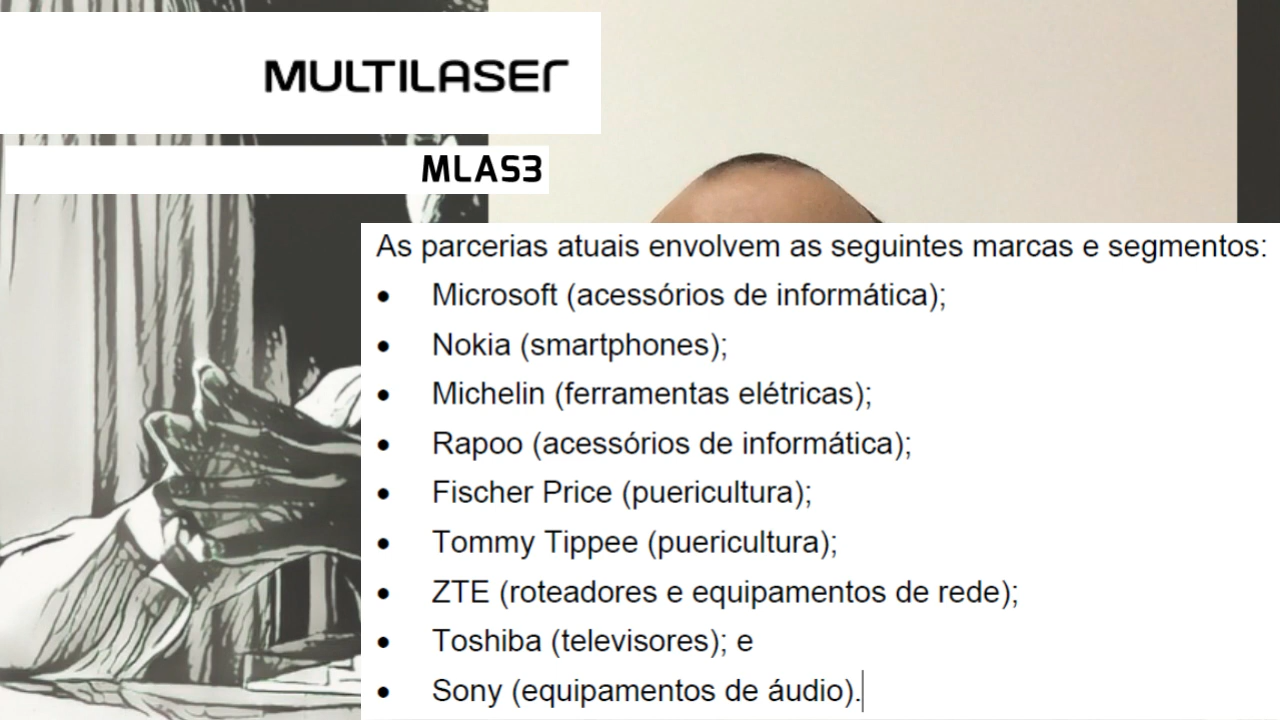 MULTILASER
MLAS3
As parcerias atuais envolvem as seguintes marcas e segmentos:
• Microsoft (acessórios de informática);
• Nokia (smartphones);
• Michelin (ferramentas elétricas);
• Rapoo (acessórios de informática);
• Fischer Price (puericultura);
• Tommy Tippee (puericultura);
• ZTE (roteadores e equipamentos de rede);
• Toshiba (televisores); e
• Sony (equipamentos de áudio).